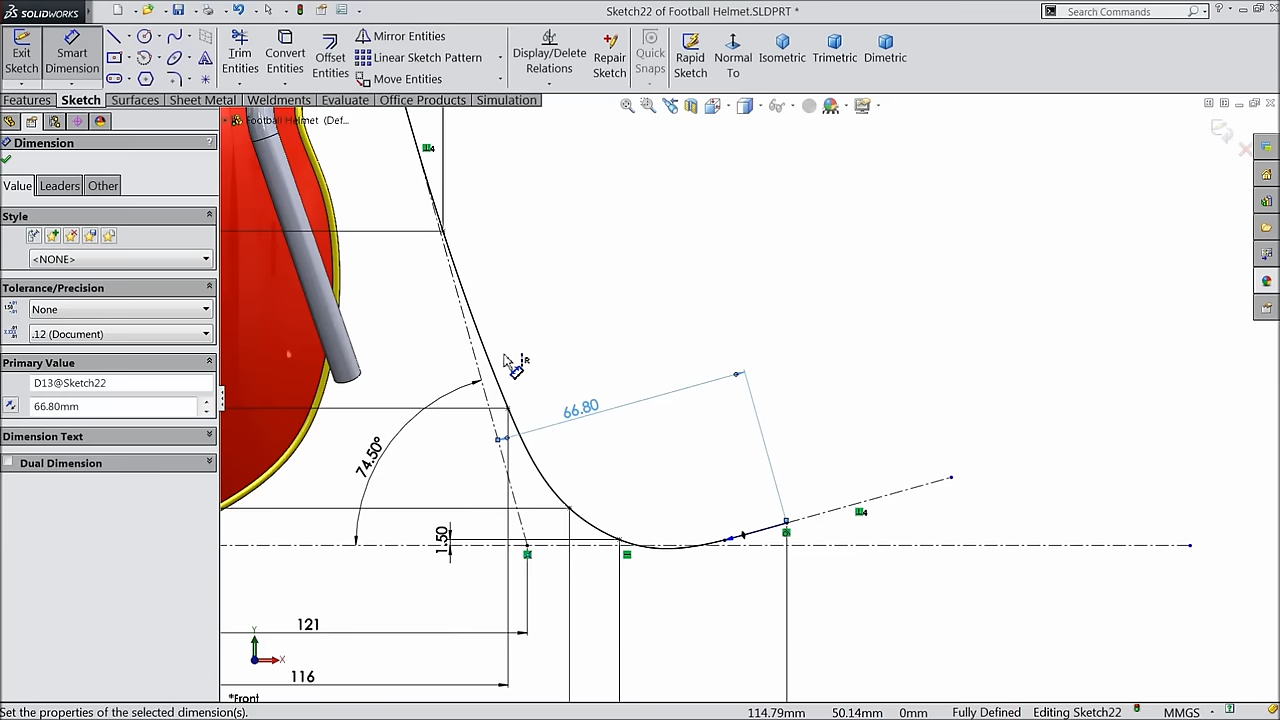 SOLIDWORKS
Sketch22 of Football Helmet.SLDPRT *
Search Commands
Exit Sketch
Smart Dimension
Trim Entities
Convert Entities
Offset Entities
Mirror Entities
Linear Sketch Pattern
Move Entities
Display/Delete Relations
Repair Sketch
Quick Snaps
Rapid Sketch
Normal To
Isometric
Trimetric
Dimetric
Features
Sketch
Surfaces
Sheet Metal
Weldments
Evaluate
Office Products
Simulation
Football Helmet (Def...
Dimension
?
Value
Leaders
Other
Style
<NONE>
Tolerance/Precision
None
.12 (Document)
Primary Value
D13@Sketch22
66.80mm
Dimension Text
Dual Dimension
4
66.80
74.50°
4
1.50
121
116
Y
X
*Front
Set the properties of the selected dimension(s).
114.79mm
50.14mm
0mm
Fully Defined
Editing Sketch22
MMGS